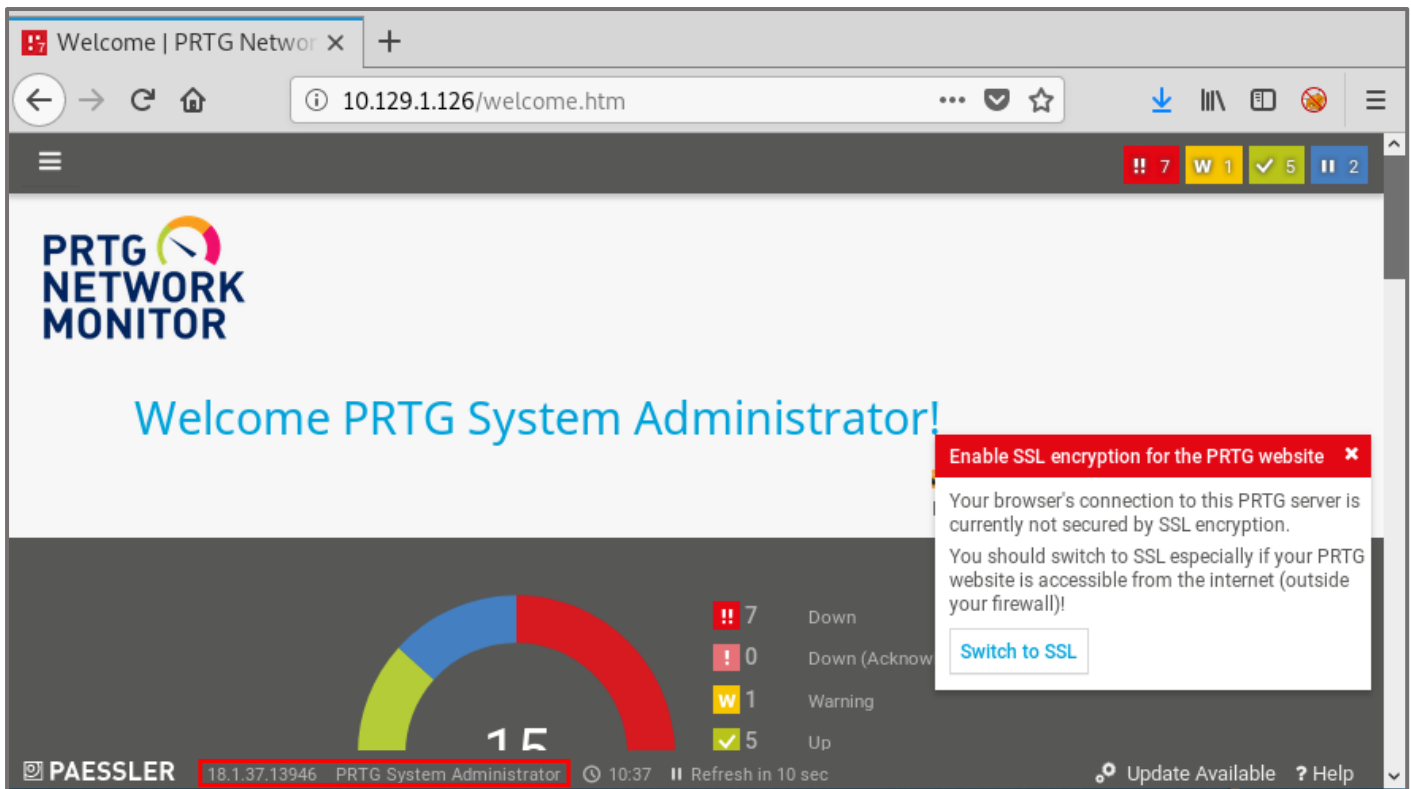 Welcome | PRTG Networ
10.129.1.126/welcome.htm
!! 7 W 1 5 2
PRTG
NETWORK
MONITOR
Welcome PRTG System Administrator!
Enable SSL encryption for the PRTG website
Your browser's connection to this PRTG server is
currently not secured by SSL encryption.
You should switch to SSL especially if your PRTG
website is accessible from the internet (outside
your firewall)!
Switch to SSL
!! 7 Down
! 0 Down (Acknow
W 1 Warning
5 Up
15
PAESSLER 18.1.37.13946 PRTG System Administrator 10:37 Refresh in 10 sec Update Available ? Help